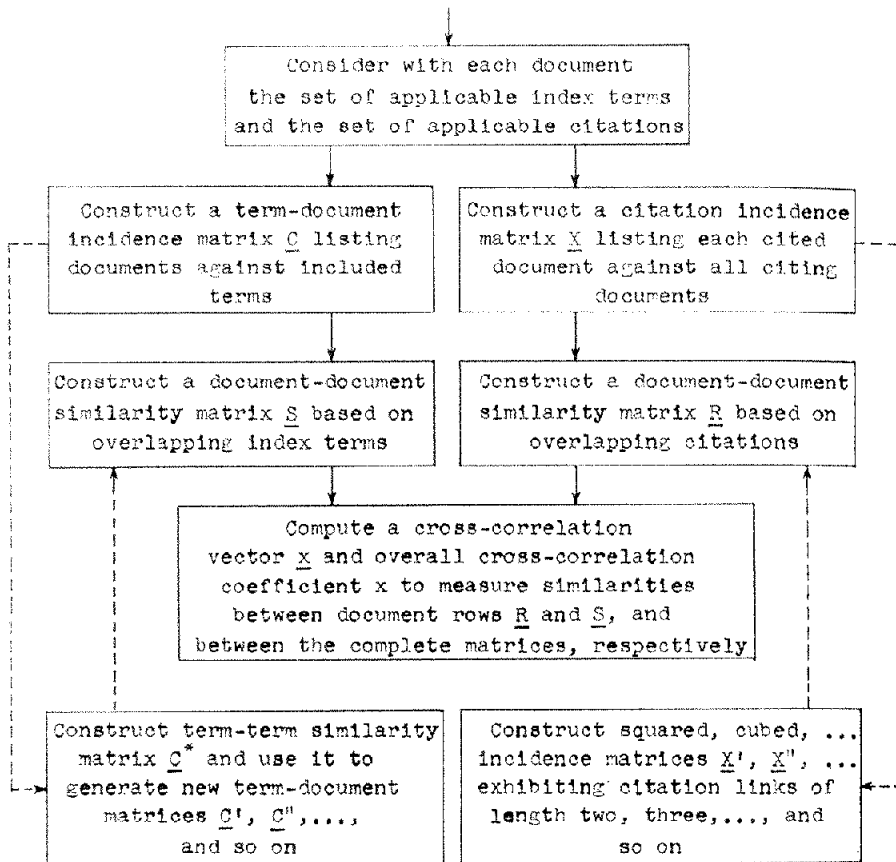 Consider with each document
the set of applicable index terms
and the set of applicable citations
Construct a term-document
incidence matrix C listing
documents against included
terms
Construct a citation incidence
matrix X listing each cited
document against all citing
documents
Construct a document-document
similarity matrix S based on
overlapping index terms
Construct a document-document
similarity matrix R based on
overlapping citations
Compute a cross-correlation
vector x and overall cross-correlation
coefficient x to measure similarities
between document rows R and S, and
between the complete matrices, respectively
Construct term-term similarity
matrix C* and use it to
generate new term-document
matrices C', C",...,
and so on
Construct squared, cubed, ...
incidence matrices X', X", ...
exhibiting citation links of
length two, three,..., and
so on